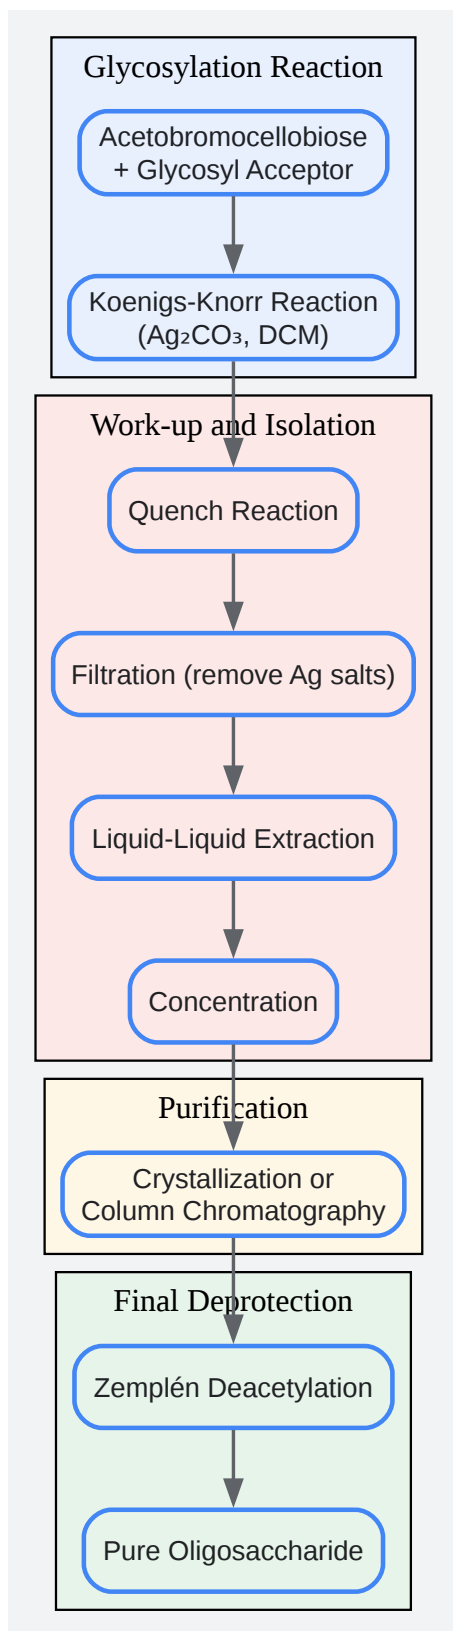 Glycosylation Reaction
Acetobromocellobiose
+ Glycosyl Acceptor
Koenigs-Knorr Reaction
(Ag₂CO₃, DCM)
Work-up and Isolation
Quench Reaction
Filtration (remove Ag salts)
Liquid-Liquid Extraction
Concentration
Purification
Crystallization or
Column Chromatography
Final Deprotection
Zemplén Deacetylation
Pure Oligosaccharide